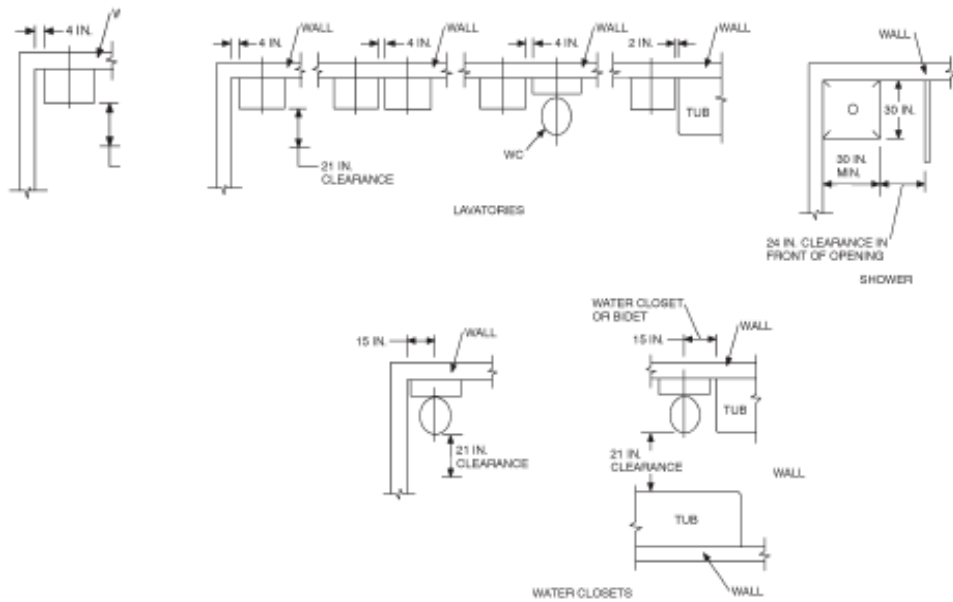 4 IN.
WALL
4 IN.
WALL
4 IN.
WALL
4 IN.
WALL
2 IN.
WALL
TUB
WC
21 IN.
CLEARANCE
LAVATORIES
WALL
30 IN.
30 IN.
MIN.
24 IN. CLEARANCE IN
FRONT OF OPENING
SHOWER
15 IN.
WALL
21 IN.
CLEARANCE
WATER CLOSET
OR BIDET
15 IN.
WALL
TUB
21 IN.
CLEARANCE
WALL
TUB
WATER CLOSETS
WALL